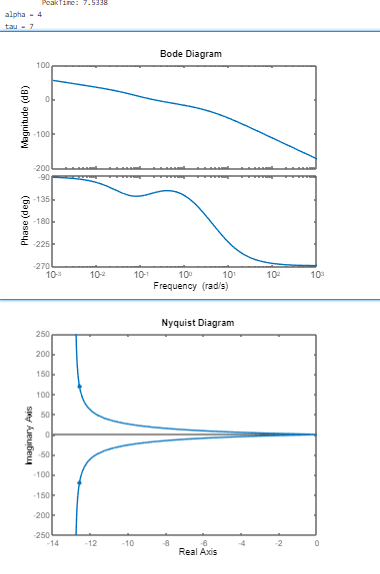 PeakTime: 7.5338
alpha = 4
tau = 7
Bode Diagram
100
0
-100
-200
Magnitude (dB)
-90
-135
-180
-225
-270
Phase (deg)
10-3 10-2 10-1 100 101 102 103
Frequency (rad/s)
Nyquist Diagram
250
200
150
100
50
0
-50
-100
-150
-200
-250
Imaginary Axis
-14 -12 -10 -8 -6 -4 -2 0
Real Axis